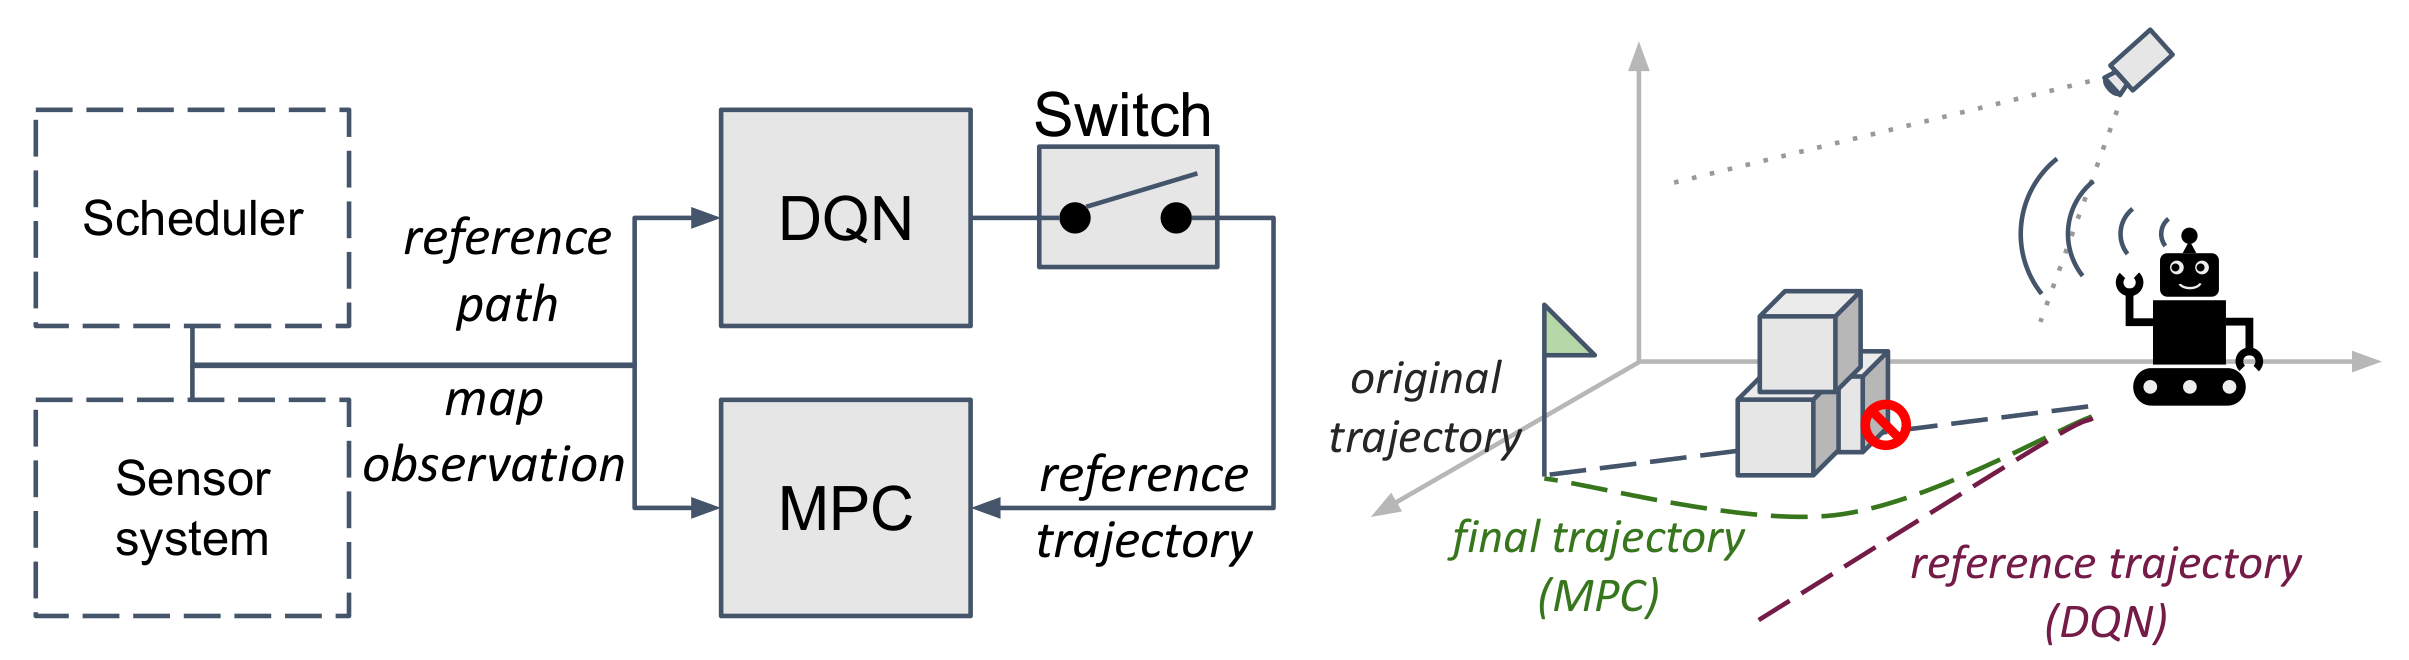 Scheduler
Sensor
system
reference
path
map
observation
DQN
MPC
Switch
reference
trajectory
original
trajectory
final trajectory
(MPC)
reference trajectory
(DQN)